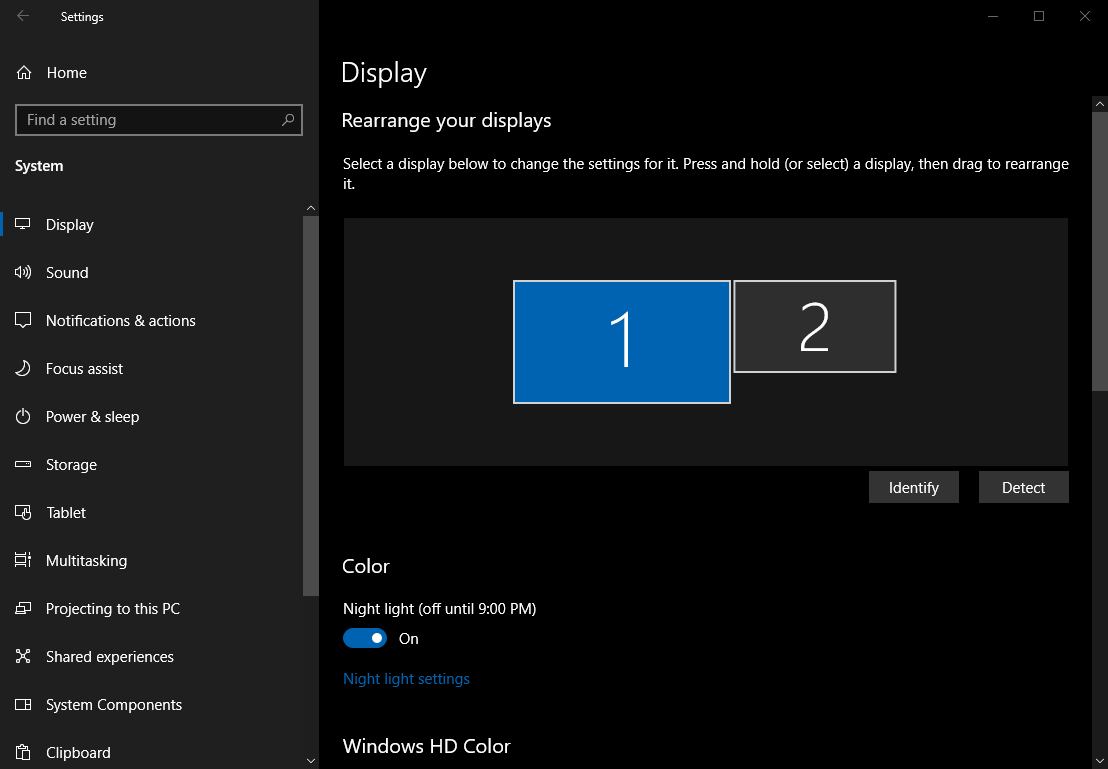 Settings
Home
Find a setting
System
Display
Sound
Notifications & actions
Focus assist
Power & sleep
Storage
Tablet
Multitasking
Projecting to this PC
Shared experiences
System Components
Clipboard
Display
Rearrange your displays
Select a display below to change the settings for it. Press and hold (or select) a display, then drag to rearrange
it.
1
2
Identify
Detect
Color
Night light (off until 9:00 PM)
On
Night light settings
Windows HD Color